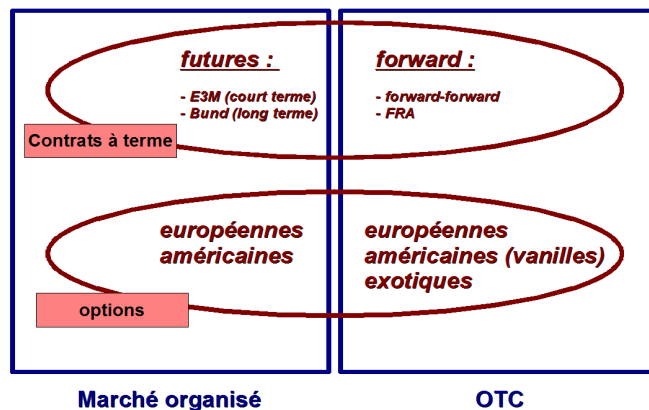 futures :
- E3M (court terme)
- Bund (long terme)
forward :
- forward-forward
- FRA
Contrats à terme
européennes
américaines
européennes
américaines (vanilles)
exotiques
options
Marché organisé
OTC